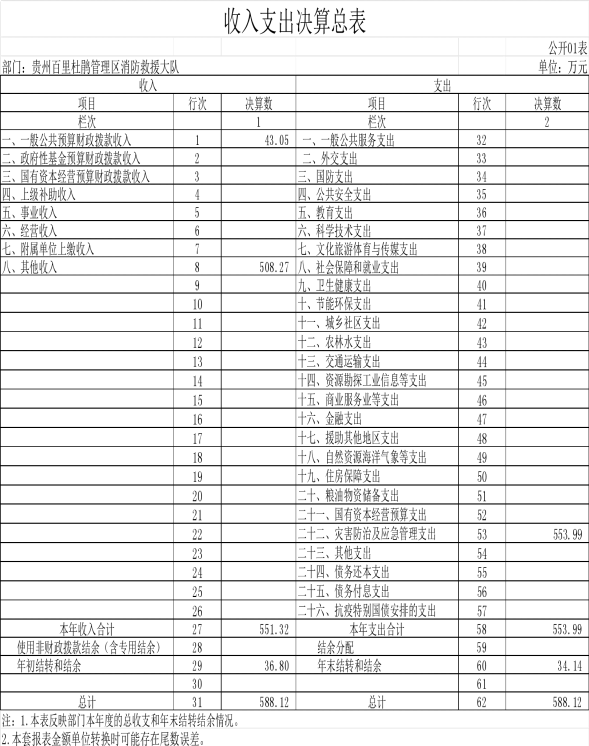 收入支出决算总表
公开01表
部门：贵州百里杜鹃管理区消防救援大队 单位：万元
收入 支出
项目 行次 决算数 项目 行次 决算数
栏次 1 栏次 2
一、一般公共预算财政拨款收入 1 43.05 一、一般公共服务支出 32
二、政府性基金预算财政拨款收入 2 二、外交支出 33
三、国有资本经营预算财政拨款收入 3 三、国防支出 34
四、上级补助收入 4 四、公共安全支出 35
五、事业收入 5 五、教育支出 36
六、经营收入 6 六、科学技术支出 37
七、附属单位上缴收入 7 七、文化旅游体育与传媒支出 38
八、其他收入 8 508.27 八、社会保障和就业支出 39
9 九、卫生健康支出 40
10 十、节能环保支出 41
11 十一、城乡社区支出 42
12 十二、农林水支出 43
13 十三、交通运输支出 44
14 十四、资源勘探工业信息等支出 45
15 十五、商业服务业等支出 46
16 十六、金融支出 47
17 十七、援助其他地区支出 48
18 十八、自然资源海洋气象等支出 49
19 十九、住房保障支出 50
20 二十、粮油物资储备支出 51
21 二十一、国有资本经营预算支出 52
22 二十二、灾害防治及应急管理支出 53 553.99
23 二十三、其他支出 54
24 二十四、债务还本支出 55
25 二十五、债务付息支出 56
26 二十六、抗疫特别国债安排的支出 57
本年收入合计 27 551.32 本年支出合计 58 553.99
使用非财政拨款结余（含专用结余） 28 结余分配 59
年初结转和结余 29 36.80 年末结转和结余 60 34.14
30 61
总计 31 588.12 总计 62 588.12
注：1.本表反映部门本年度的总收支和年末结转结余情况。
2.本套报表金额单位转换时可能存在尾数误差。